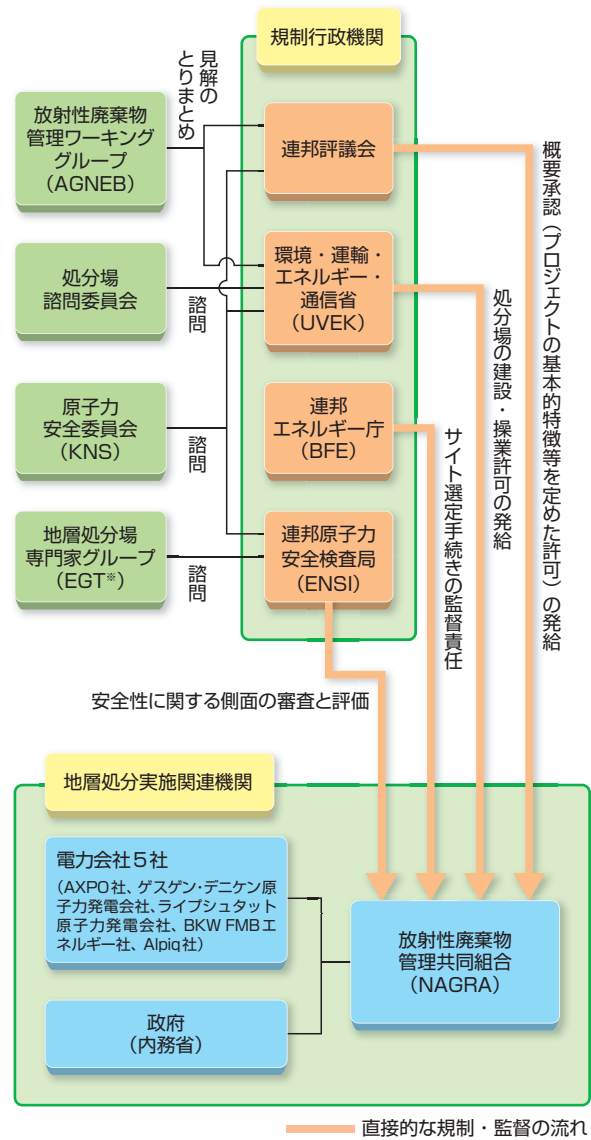 規制行政機関
放射性廃棄物
管理ワーキング
グループ
（AGNEB）
見解の
とりまとめ
連邦評議会
処分場
諮問委員会
諮問
環境・運輸・
エネルギー・
通信省
（UVEK）
原子力
安全委員会
（KNS）
諮問
連邦
エネルギー庁
（BFE）
地層処分場
専門家グループ
（EGT※）
諮問
連邦原子力
安全検査局
（ENSI）
概要承認（プロジェクトの基本的特徴等を定めた許可）の発給
処分場の建設・操業許可の発給
サイト選定手続きの監督責任
安全性に関する側面の審査と評価
地層処分実施関連機関
電力会社５社
（AXPO社、ゲスゲン・デニケン原
子力発電会社、ライプシュタット
原子力発電会社、BKW FMBエ
ネルギー社、Alpiq社）
政府
（内務省）
放射性廃棄物
管理共同組合
（NAGRA）
直接的な規制・監督の流れ